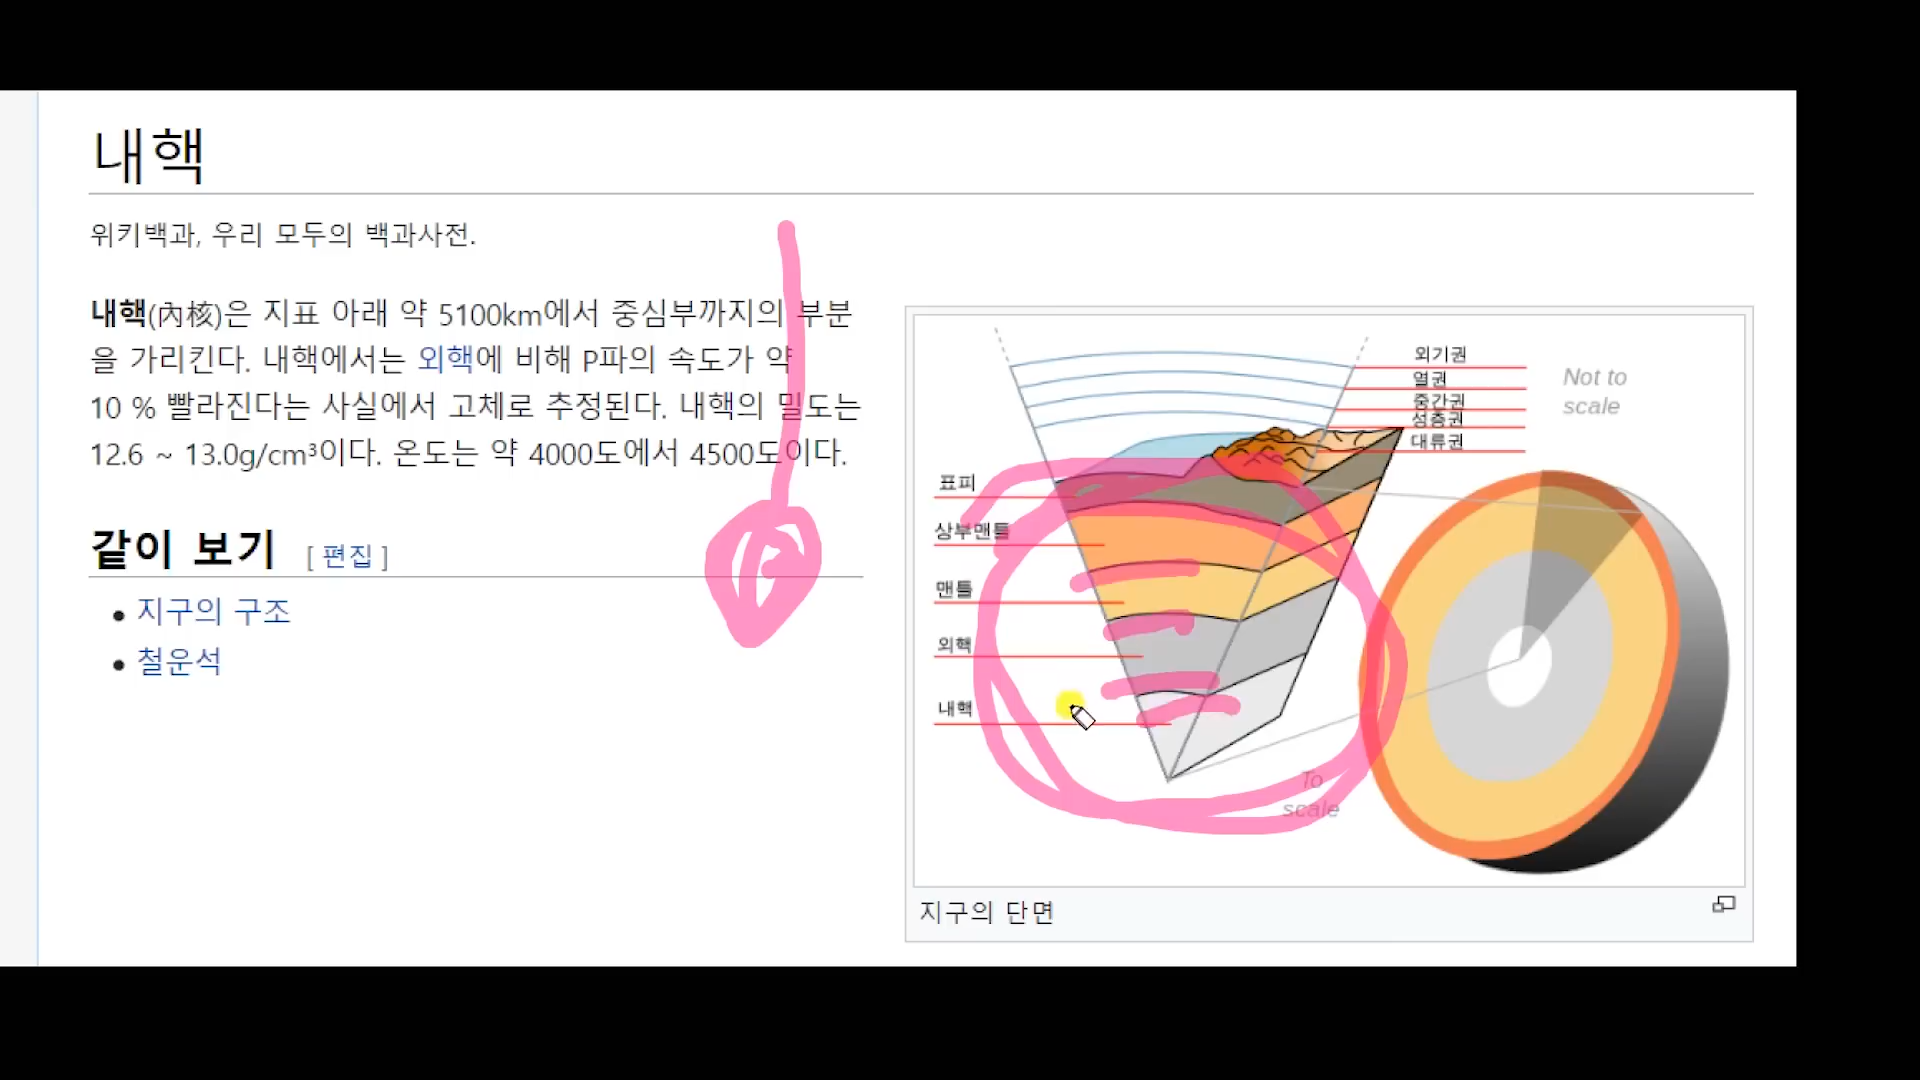 내핵
위키백과, 우리 모두의 백과사전.
내핵(內核)은 지표 아래 약 5100km에서 중심부까지의 부분
을 가리킨다. 내핵에서는 외핵에 비해 P파의 속도가 약
10 % 빨라진다는 사실에서 고체로 추정된다. 내핵의 밀도는
12.6 ~ 13.0g/cm³이다. 온도는 약 4000도에서 4500도이다.
같이 보기 [ 편집 ]
지구의 구조
철운석
외기권
열권
중간권
성층권
대류권
Not to
scale
표피
상부맨틀
맨틀
외핵
내핵
To
scale
지구의 단면